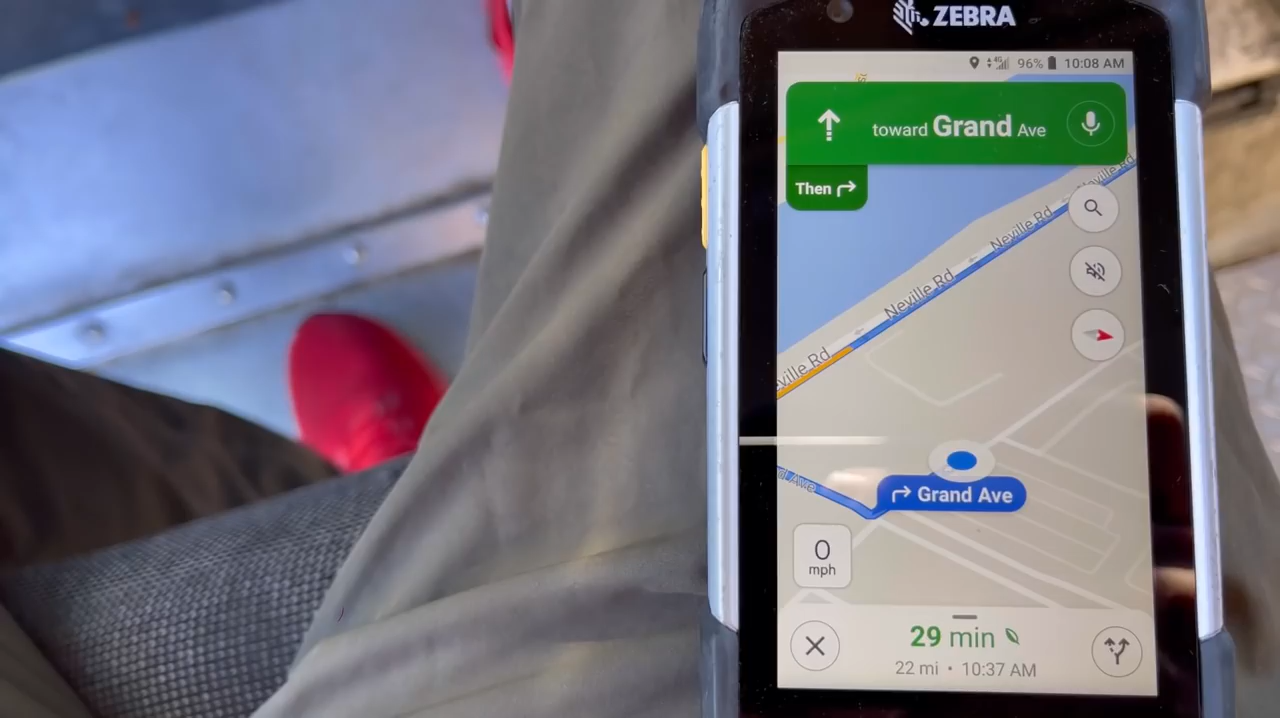 ZEBRA
96% 10:08 AM
toward Grand Ave
Then
Neville Rd
Neville Rd
Neville Rd
ville Rd
d Ave
Grand Ave
0
mph
29 min
22 mi • 10:37 AM